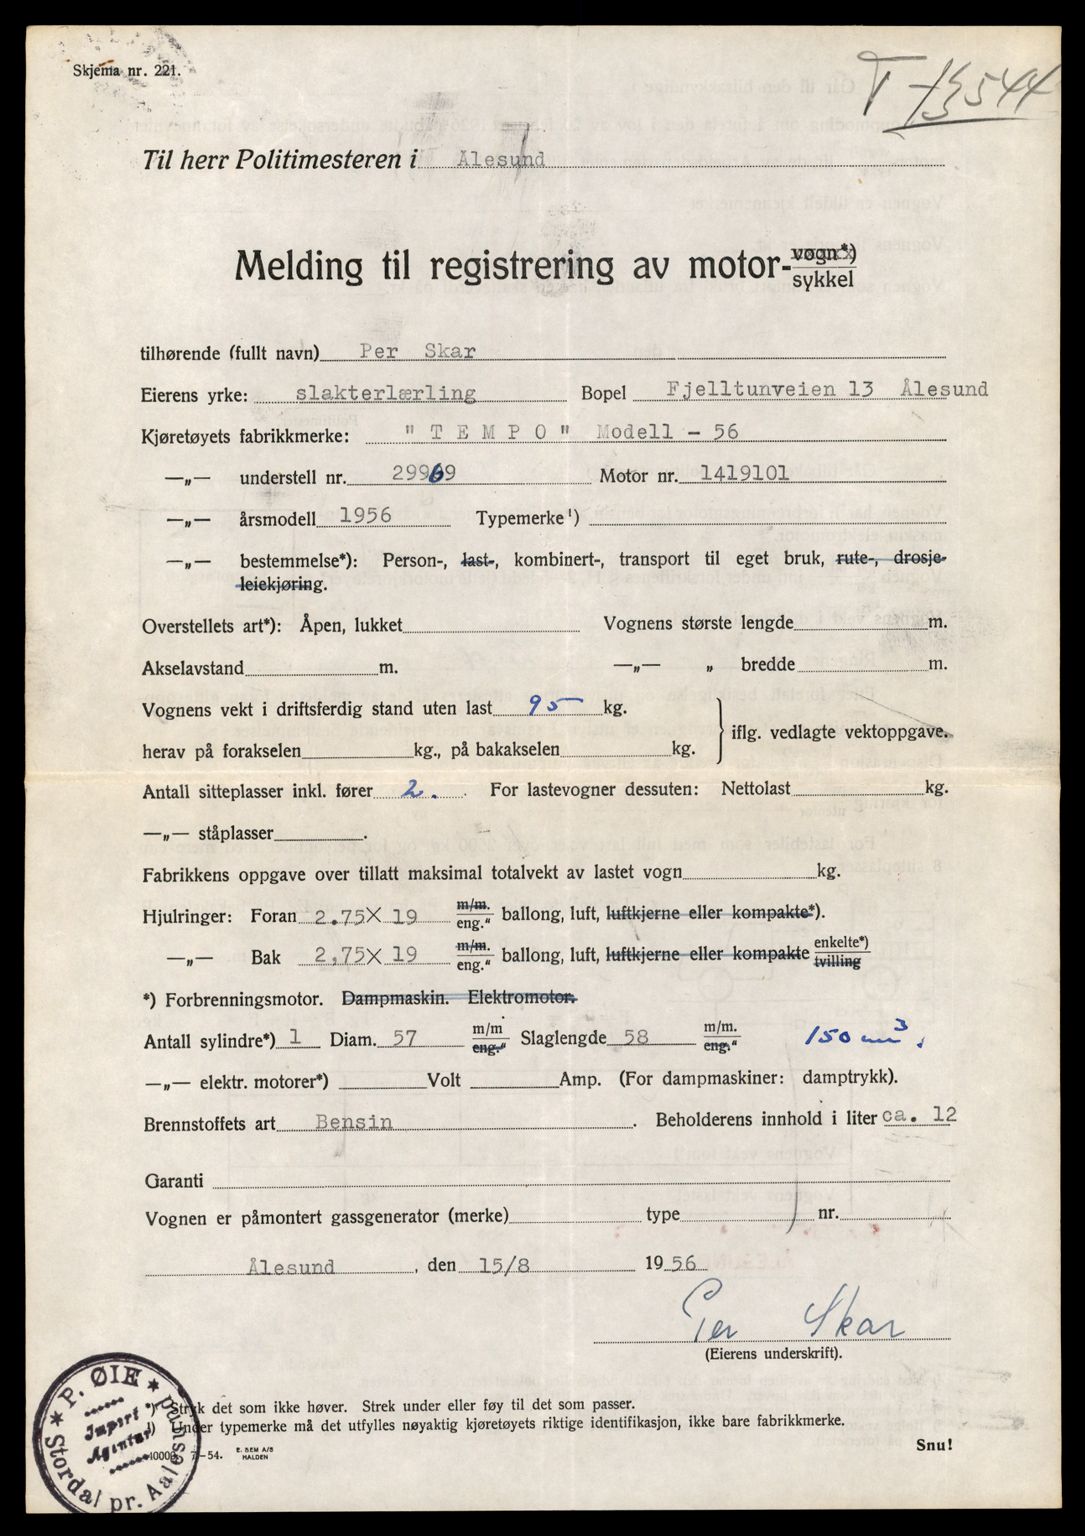 Skjema nr. 221.
T-13544
Til herr Politimesteren i Ålesund
Melding til registrering av motor-vogn*)
sykkel
tilhørende (fullt navn) Per Skar
Eierens yrke: slakterlærling Bopel Fjelltunveien 13 Ålesund
Kjøretøyets fabrikkmerke: "TEMPO" Modell - 56
—„— understell nr. 29969 Motor nr. 1419101
—„— årsmodell 1956 Typemerke¹)
—„— bestemmelse*): Person-, last-, kombinert-, transport til eget bruk, rute-, drosje-
leiekjøring.
Overstellets art*): Åpen, lukket Vognens største lengde m.
Akselavstand m. —„— „ bredde m.
Vognens vekt i driftsferdig stand uten last 95 kg.
herav på forakselen kg., på bakakselen kg. } iflg. vedlagte vektoppgave.
Antall sitteplasser inkl. fører 2. For lastevogner dessuten: Nettolast kg.
—„— ståplasser .
Fabrikkens oppgave over tillatt maksimal totalvekt av lastet vogn kg.
Hjulringer: Foran 2.75X 19 m/m. eng." ballong, luft, luftkjerne eller kompakte*).
—„— Bak 2,75X 19 m/m. eng." ballong, luft, luftkjerne eller kompakte enkelte*) tvilling
*) Forbrenningsmotor. Dampmaskin. Elektromotor.
Antall sylindre*) 1 Diam. 57 m/m eng." Slaglengde 58 m/m. eng." 150 cm³.
—„— elektr. motorer*) Volt Amp. (For dampmaskiner: damptrykk).
Brennstoffets art Bensin . Beholderens innhold i liter ca. 12
Garanti
Vognen er påmontert gassgenerator (merke) type nr.
Ålesund , den 15/8 1956
Per Skar
(Eierens underskrift).
*) Stryk det som ikke høver. Strek under eller føy til det som passer.
¹) Under typemerke må det utfylles nøyaktig kjøretøyets riktige identifikasjon, ikke bare fabrikkmerke.
Snu!
10000 7-54. E. SEM A/S
HALDEN
* P. ØIE *
Import
Agentur
Stordal pr. Aalesund